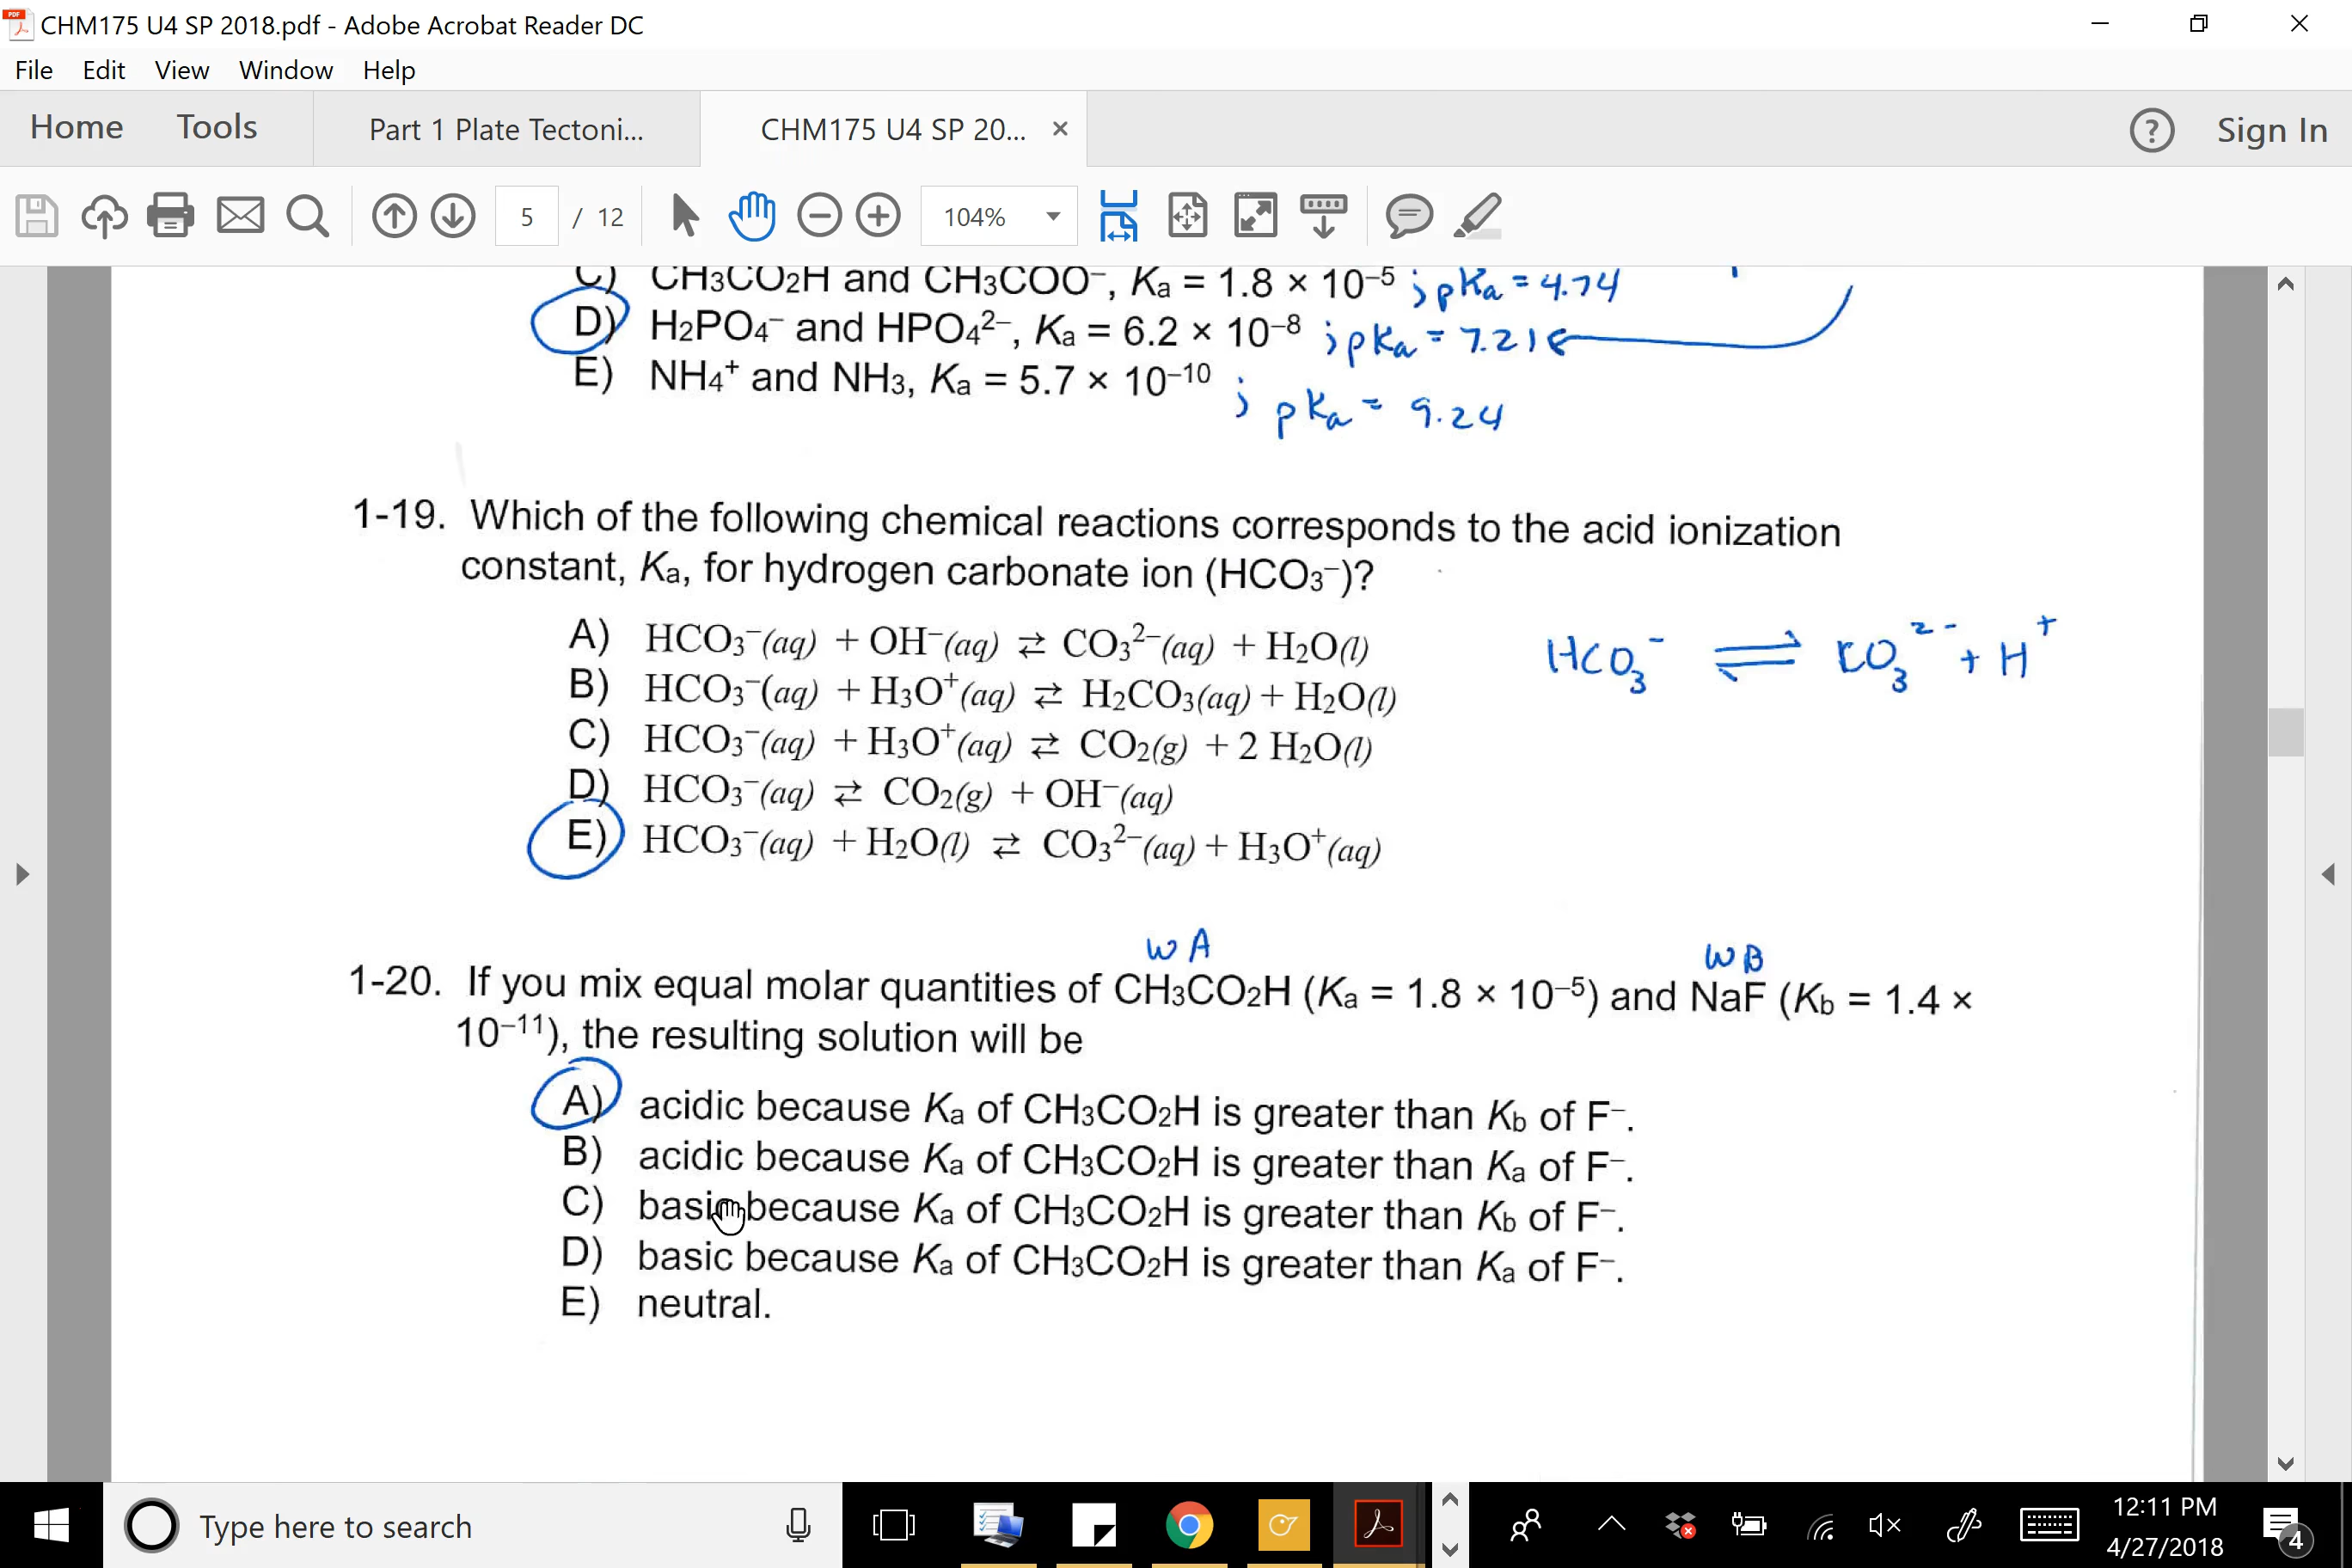 CHM175 U4 SP 2018.pdf - Adobe Acrobat Reader DC
File Edit View Window Help
Home Tools Part 1 Plate Tectoni... CHM175 U4 SP 20... × ? Sign In
5 / 12 104%
C) CH₃CO₂H and CH₃COO⁻, Kₐ = 1.8 × 10⁻⁵ ; pKa = 4.74
D) H₂PO₄⁻ and HPO₄²⁻, Kₐ = 6.2 × 10⁻⁸ ; pKa = 7.218
E) NH₄⁺ and NH₃, Kₐ = 5.7 × 10⁻¹⁰ ; pKa = 9.24
1-19. Which of the following chemical reactions corresponds to the acid ionization
constant, Kₐ, for hydrogen carbonate ion (HCO₃⁻)?
A) HCO₃⁻(aq) + OH⁻(aq) ⇄ CO₃²⁻(aq) + H₂O(l)
HCO₃⁻ ⇌ CO₃²⁻ + H⁺
B) HCO₃⁻(aq) + H₃O⁺(aq) ⇄ H₂CO₃(aq) + H₂O(l)
C) HCO₃⁻(aq) + H₃O⁺(aq) ⇄ CO₂(g) + 2 H₂O(l)
D) HCO₃⁻(aq) ⇄ CO₂(g) + OH⁻(aq)
E) HCO₃⁻(aq) + H₂O(l) ⇄ CO₃²⁻(aq) + H₃O⁺(aq)
WA WB
1-20. If you mix equal molar quantities of CH₃CO₂H (Kₐ = 1.8 × 10⁻⁵) and NaF (K_b = 1.4 ×
10⁻¹¹), the resulting solution will be
A) acidic because Kₐ of CH₃CO₂H is greater than K_b of F⁻.
B) acidic because Kₐ of CH₃CO₂H is greater than Kₐ of F⁻.
C) basic because Kₐ of CH₃CO₂H is greater than K_b of F⁻.
D) basic because Kₐ of CH₃CO₂H is greater than Kₐ of F⁻.
E) neutral.
Type here to search
12:11 PM
4/27/2018
4